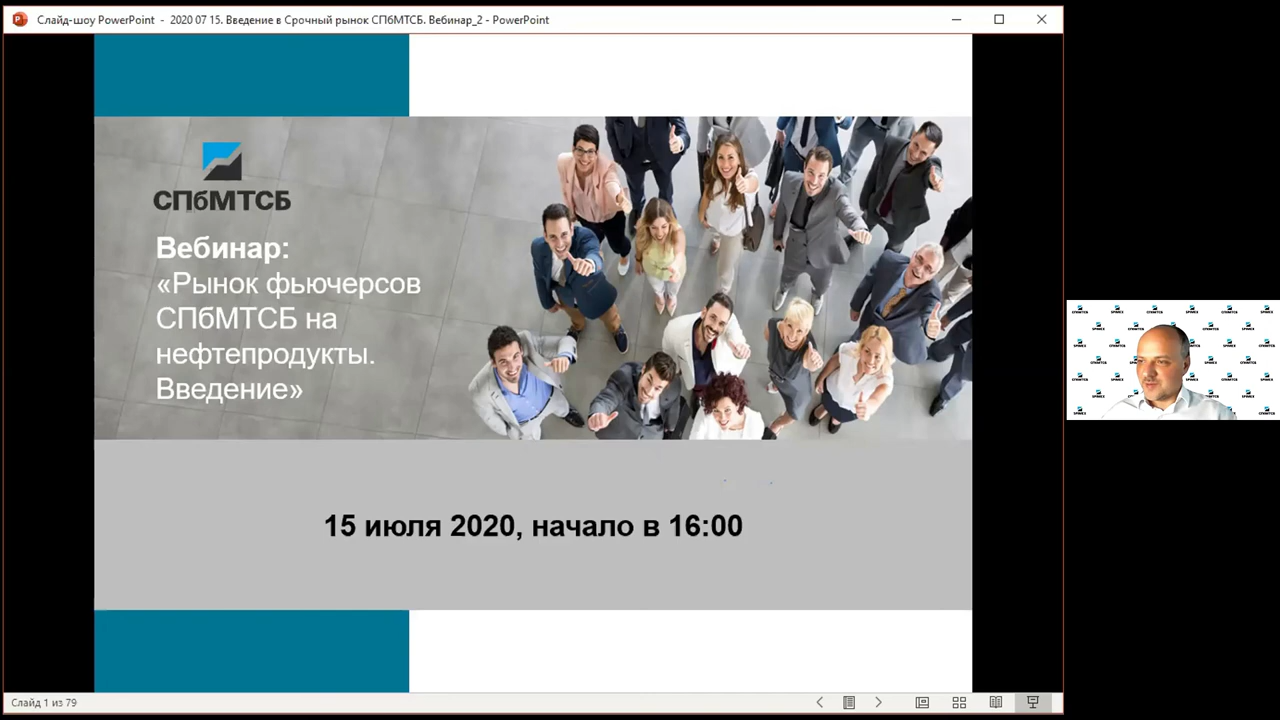 Слайд-шоу PowerPoint - 2020 07 15. Введение в Срочный рынок СПбМТСБ. Вебинар_2 - PowerPoint
СПбМТСБ
Вебинар:
«Рынок фьючерсов
СПбМТСБ на
нефтепродукты.
Введение»
15 июля 2020, начало в 16:00
Слайд 1 из 79